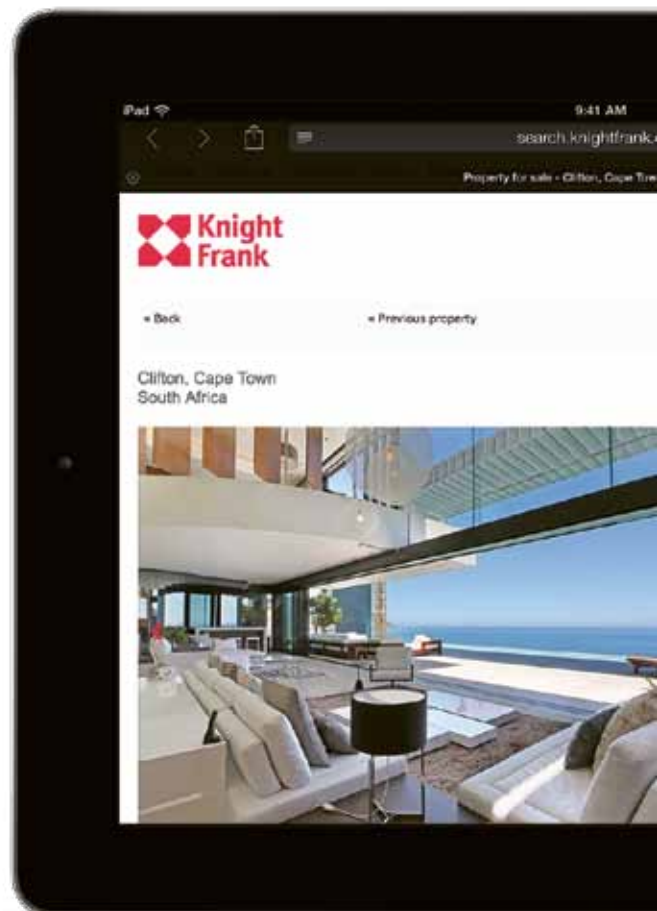 iPad
9:41 AM
search.knightfrank.c
Property for sale - Clifton, Cape Tow
Knight
Frank
« Back
« Previous property
Clifton, Cape Town
South Africa